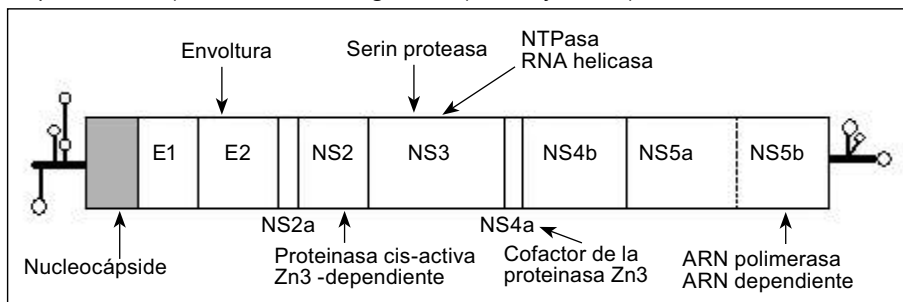 Envoltura
Serin proteasa
NTPasa
RNA helicasa
E1
E2
NS2
NS3
NS4b
NS5a
NS5b
NS2a
NS4a
Nucleocápside
Proteinasa cis-activa
Zn3 -dependiente
Cofactor de la
proteinasa Zn3
ARN polimerasa
ARN dependiente